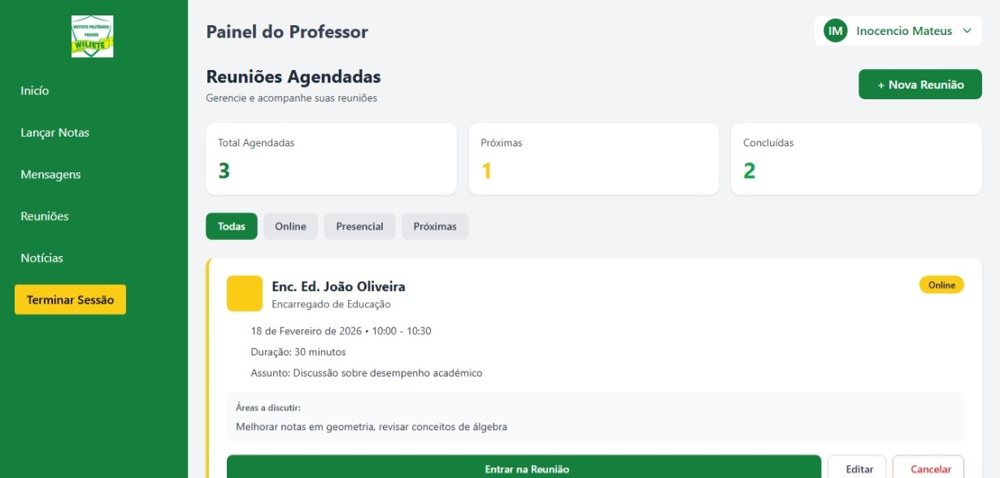 INSTITUTO POLITÉCNICO
PRIVADO
WILIETE
Painel do Professor
IM
Inocencio Mateus
Inicío
Lançar Notas
Mensagens
Reuniões
Notícias
Terminar Sessão
Reuniões Agendadas
Gerencie e acompanhe suas reuniões
+ Nova Reunião
Total Agendadas
3
Próximas
1
Concluídas
2
Todas
Online
Presencial
Próximas
Enc. Ed. João Oliveira
Encarregado de Educação
Online
18 de Fevereiro de 2026 • 10:00 - 10:30
Duração: 30 minutos
Assunto: Discussão sobre desempenho académico
Áreas a discutir:
Melhorar notas em geometria, revisar conceitos de álgebra
Entrar na Reunião
Editar
Cancelar